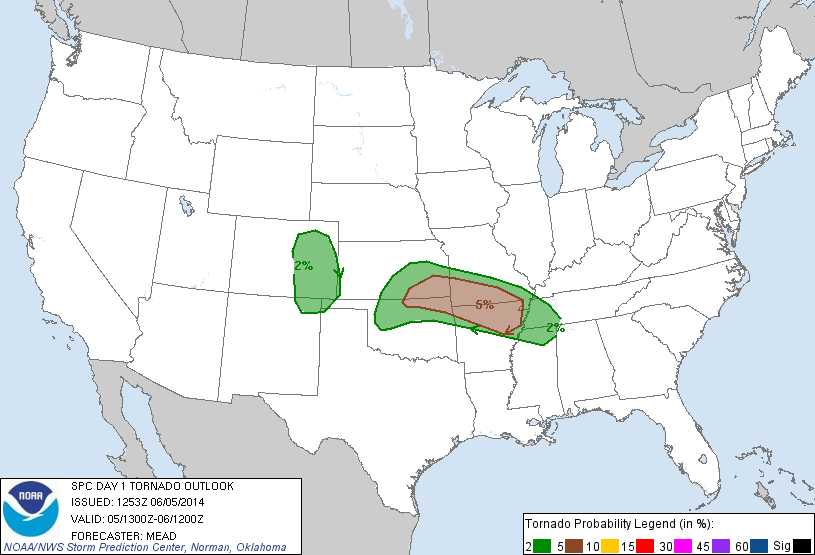 2%
5%
2%
NOAA
SPC DAY 1 TORNADO OUTLOOK
ISSUED: 1253Z 06/05/2014
VALID: 05/1300Z-06/1200Z
FORECASTER: MEAD
NOAA/NWS Storm Prediction Center, Norman, Oklahoma
Tornado Probability Legend (in %):
2 5 10 15 30 45 60 Sig